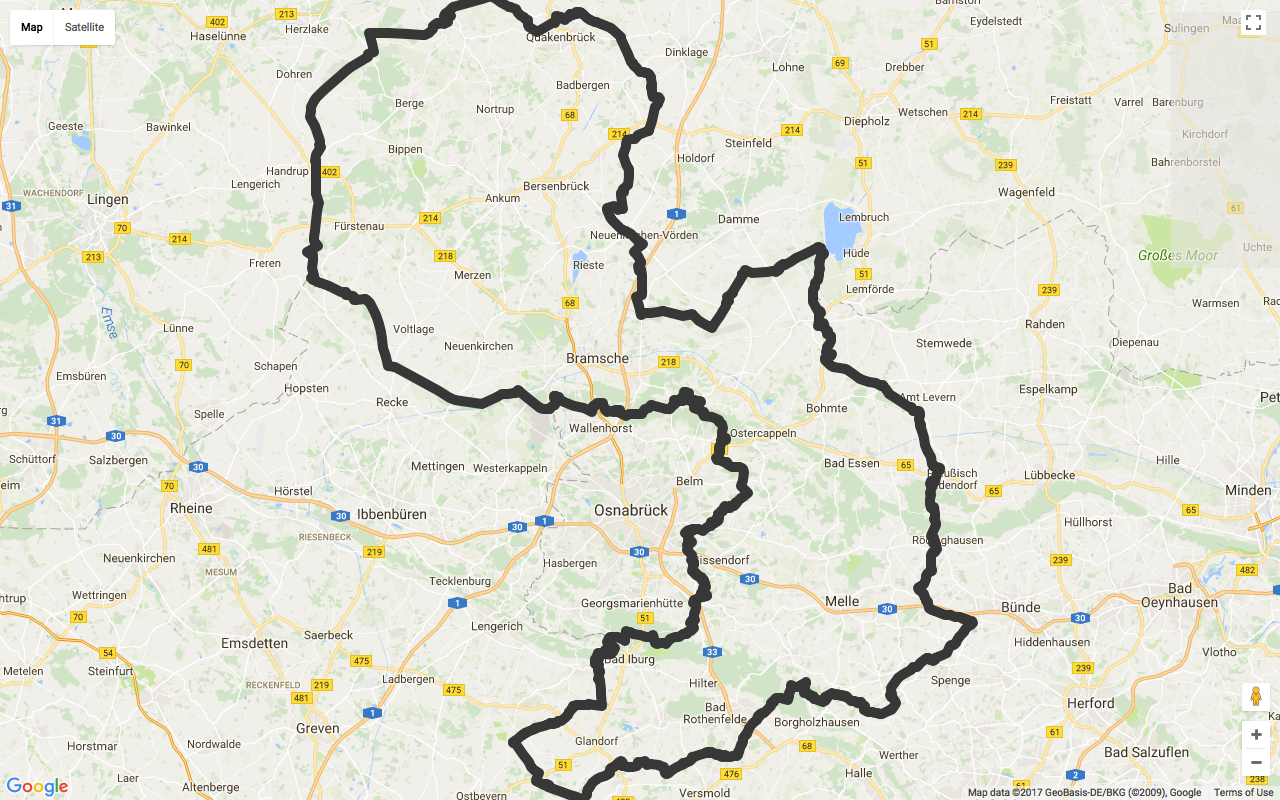 Map
Satellite
402
213
Haselünne
Herzlake
Quakenbrück
Barnstorf
Eydelstedt
Sulingen
Dinklage
51
69
Lohne
Drebber
Dohren
Badbergen
Berge
Nortrup
68
Freistatt
Varrel
Barenburg
Wetschen
214
Diepholz
Geeste
Bawinkel
214
214
Steinfeld
Kirchdorf
Bippen
Holdorf
51
239
Bahrenborstel
Handrup
402
Lengerich
Bersenbrück
WACHENDORF
Lingen
Ankum
Wagenfeld
31
70
214
Fürstenau
214
1
Damme
Lembruch
61
Neuenkirchen-Vörden
Uchte
213
Freren
218
Rieste
Hüde
Großes Moor
Merzen
51
Lemförde
239
68
Warmsen
Emse
Lünne
Voltlage
Rahden
Neuenkirchen
Stemwede
Diepenau
Bramsche
218
70
Schapen
Emsbüren
Hopsten
Espelkamp
Recke
Amt Levern
Bohmte
Spelle
31
30
Wallenhorst
Ostercappeln
Schüttorf
Salzbergen
30
Mettingen
Westerkappeln
Bad Essen
65
Hille
Lübbecke
Belm
70
Hörstel
65
Minden
Rheine
30
Ibbenbüren
Osnabrück
65
1
30
Hüllhorst
RIESENBECK
Rödinghausen
481
219
30
Neuenkirchen
Hasbergen
239
MESUM
482
Tecklenburg
30
Wettringen
Melle
Bad
Oeynhausen
1
Georgsmarienhütte
30
Bünde
70
51
30
Lengerich
Saerbeck
Emsdetten
Hiddenhausen
54
33
Vlotho
475
Bad Iburg
239
Metelen
Steinfurt
Ladbergen
Spenge
RECKENFELD
219
475
Hilter
481
Herford
1
Bad
Rothenfelde
Borgholzhausen
Greven
61
Glandorf
68
Horstmar
Nordwalde
Werther
Bad Salzuflen
51
476
Halle
2
Laer
Altenberge
61
238
Ostbevern
Versmold
475
Google
Map data ©2017 GeoBasis-DE/BKG (©2009), Google
Terms of Use